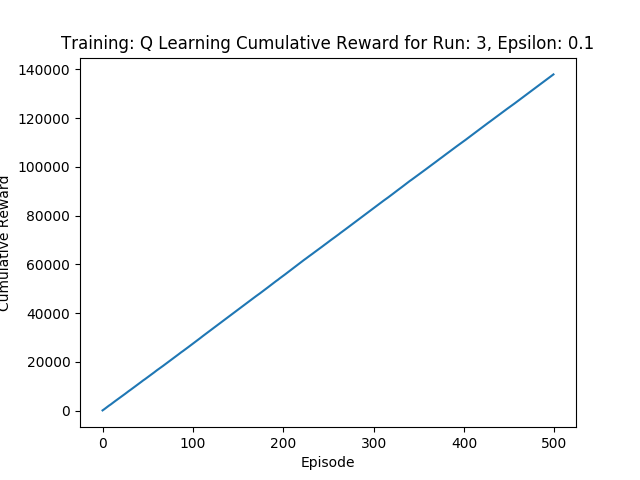 Training: Q Learning Cumulative Reward for Run: 3, Epsilon: 0.1
140000
120000
100000
80000
60000
40000
20000
0
Cumulative Reward
0 100 200 300 400 500
Episode